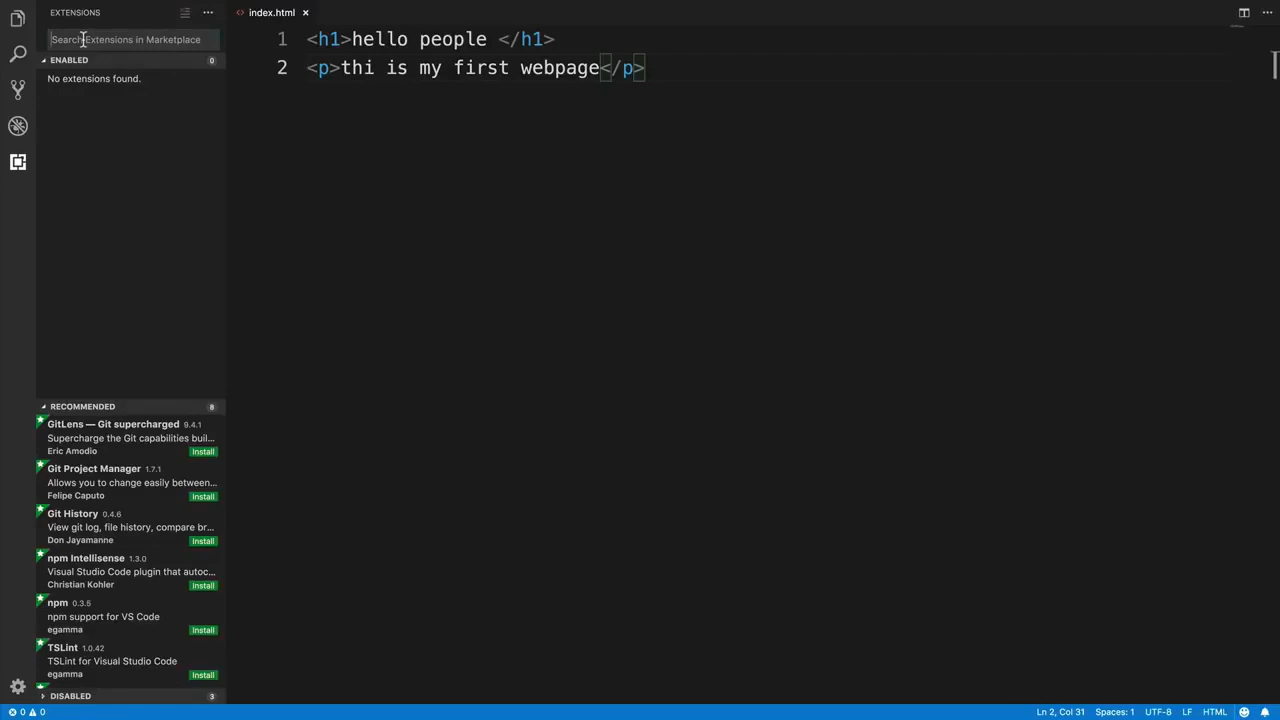 EXTENSIONS
Search Extensions in Marketplace
ENABLED 0
No extensions found.
RECOMMENDED 8
GitLens — Git supercharged 9.4.1
Supercharge the Git capabilities buil...
Eric Amodio Install
Git Project Manager 1.7.1
Allows you to change easily between...
Felipe Caputo Install
Git History 0.4.6
View git log, file history, compare br...
Don Jayamanne Install
npm Intellisense 1.3.0
Visual Studio Code plugin that autoc...
Christian Kohler Install
npm 0.3.5
npm support for VS Code
egamma Install
TSLint 1.0.42
TSLint for Visual Studio Code
egamma Install
DISABLED 3
index.html
1 <h1>hello people </h1>
2 <p>thi is my first webpage</p>
0 0
Ln 2, Col 31 Spaces: 1 UTF-8 LF HTML